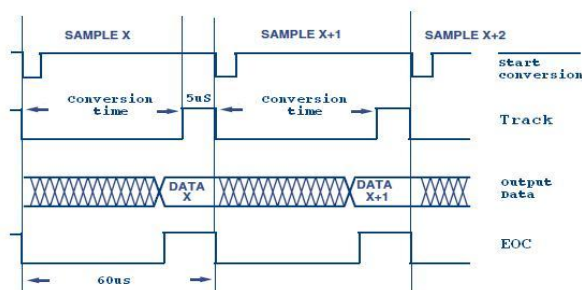 SAMPLE X
SAMPLE X+1
SAMPLE X+2
start
conversion
Conversion
time
5uS
Conversion
time
Track
DATA
X
DATA
X+1
Output
Data
EOC
60us